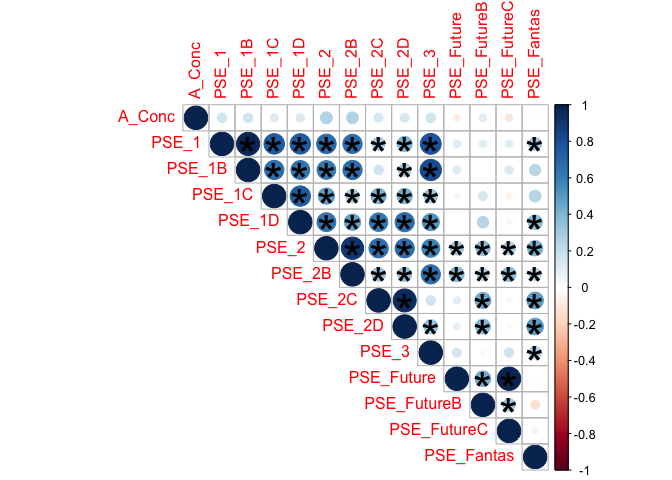 A_Conc
PSE_1
PSE_1B
PSE_1C
PSE_1D
PSE_2
PSE_2B
PSE_2C
PSE_2D
PSE_3
PSE_Future
PSE_FutureB
PSE_FutureC
PSE_Fantas
A_Conc
PSE_1
PSE_1B
PSE_1C
PSE_1D
PSE_2
PSE_2B
PSE_2C
PSE_2D
PSE_3
PSE_Future
PSE_FutureB
PSE_FutureC
PSE_Fantas
1
0.8
0.6
0.4
0.2
0
-0.2
-0.4
-0.6
-0.8
-1